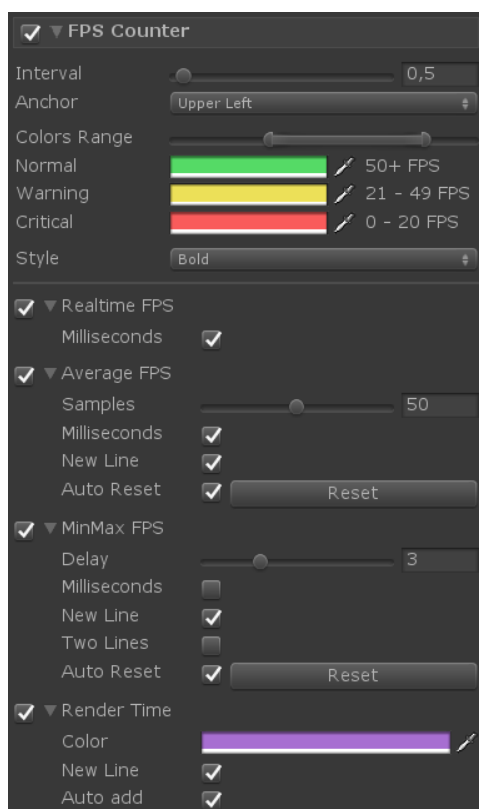 FPS Counter
Interval 0,5
Anchor Upper Left
Colors Range
Normal 50+ FPS
Warning 21 - 49 FPS
Critical 0 - 20 FPS
Style Bold
Realtime FPS
Milliseconds
Average FPS
Samples 50
Milliseconds
New Line
Auto Reset Reset
MinMax FPS
Delay 3
Milliseconds
New Line
Two Lines
Auto Reset Reset
Render Time
Color
New Line
Auto add